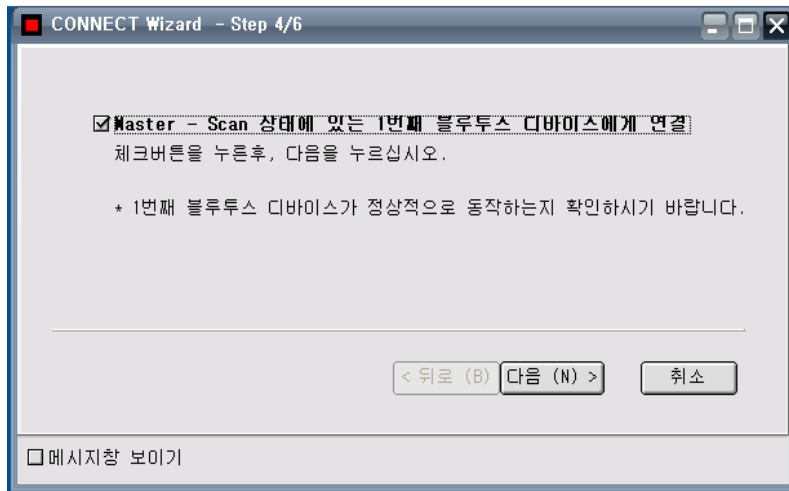 CONNECT Wizard - Step 4/6
Master - Scan 상태에 있는 1번째 블루투스 디바이스에게 연결
체크버튼을 누른후, 다음을 누르십시오.
* 1번째 블루투스 디바이스가 정상적으로 동작하는지 확인하시기 바랍니다.
< 뒤로 (B) 다음 (N) > 취소
메시지창 보이기